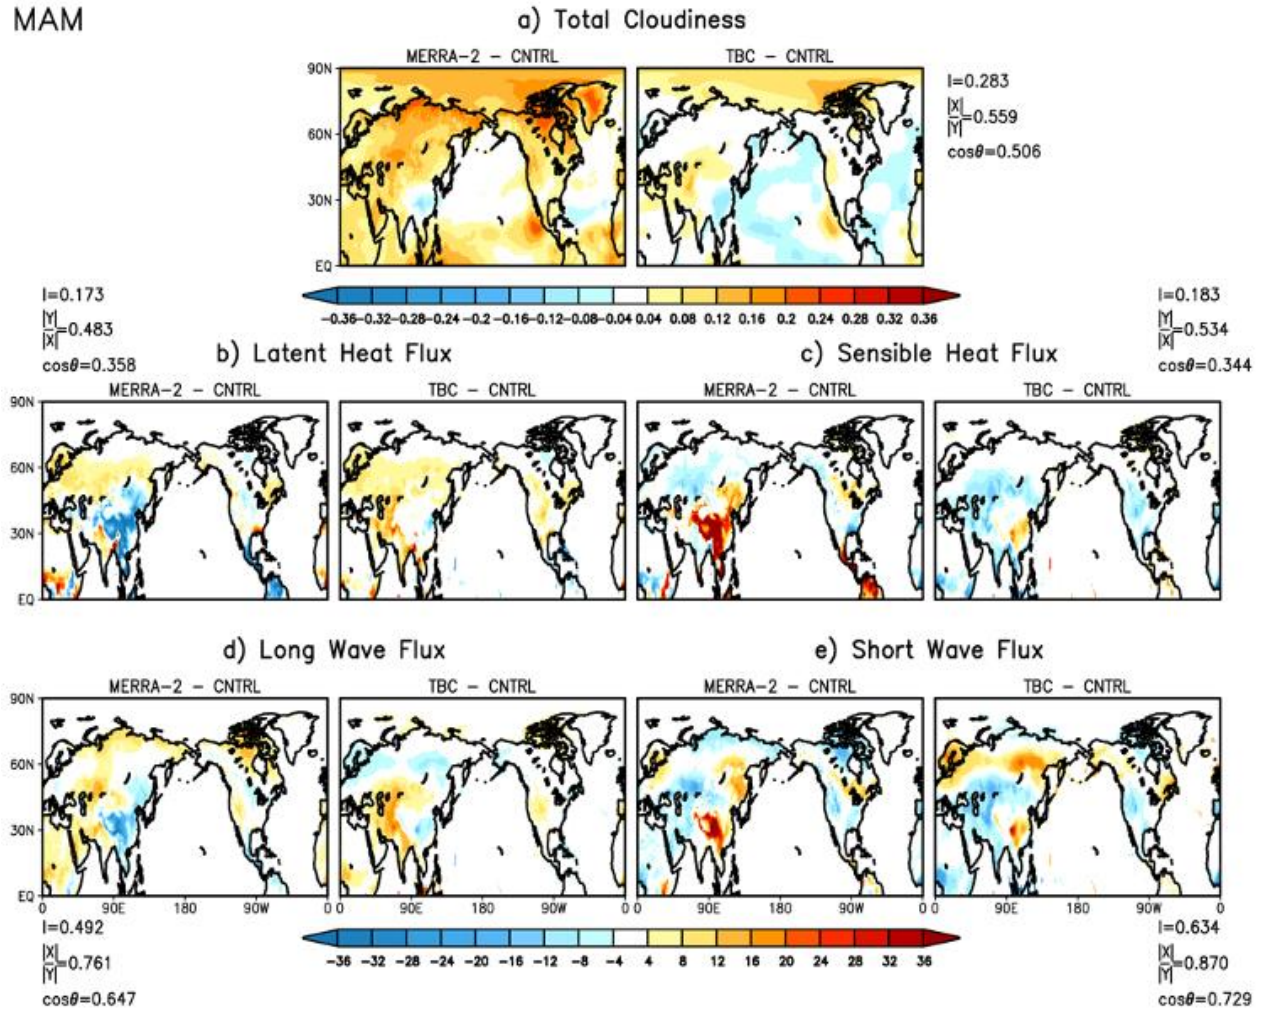 MAM
a) Total Cloudiness
MERRA-2 - CNTRL
TBC - CNTRL
90N
60N
30N
EQ
I=0.283
|X|
|Y|=0.559
cosθ=0.506
-0.36-0.32-0.28-0.24 -0.2 -0.16-0.12-0.08-0.04 0.04 0.08 0.12 0.16 0.2 0.24 0.28 0.32 0.36
I=0.173
|Y|
|X|=0.483
cosθ=0.358
I=0.183
|Y|
|X|=0.534
cosθ=0.344
b) Latent Heat Flux
c) Sensible Heat Flux
MERRA-2 - CNTRL
TBC - CNTRL
MERRA-2 - CNTRL
TBC - CNTRL
90N
60N
30N
EQ
d) Long Wave Flux
e) Short Wave Flux
MERRA-2 - CNTRL
TBC - CNTRL
MERRA-2 - CNTRL
TBC - CNTRL
90N
60N
30N
EQ
0 90E 180 90W 0 90E 180 90W 0 90E 180 90W 0 90E 180 90W 0
I=0.492
|X|
|Y|=0.761
cosθ=0.647
-36 -32 -28 -24 -20 -16 -12 -8 -4 4 8 12 16 20 24 28 32 36
I=0.634
|X|
|Y|=0.870
cosθ=0.729